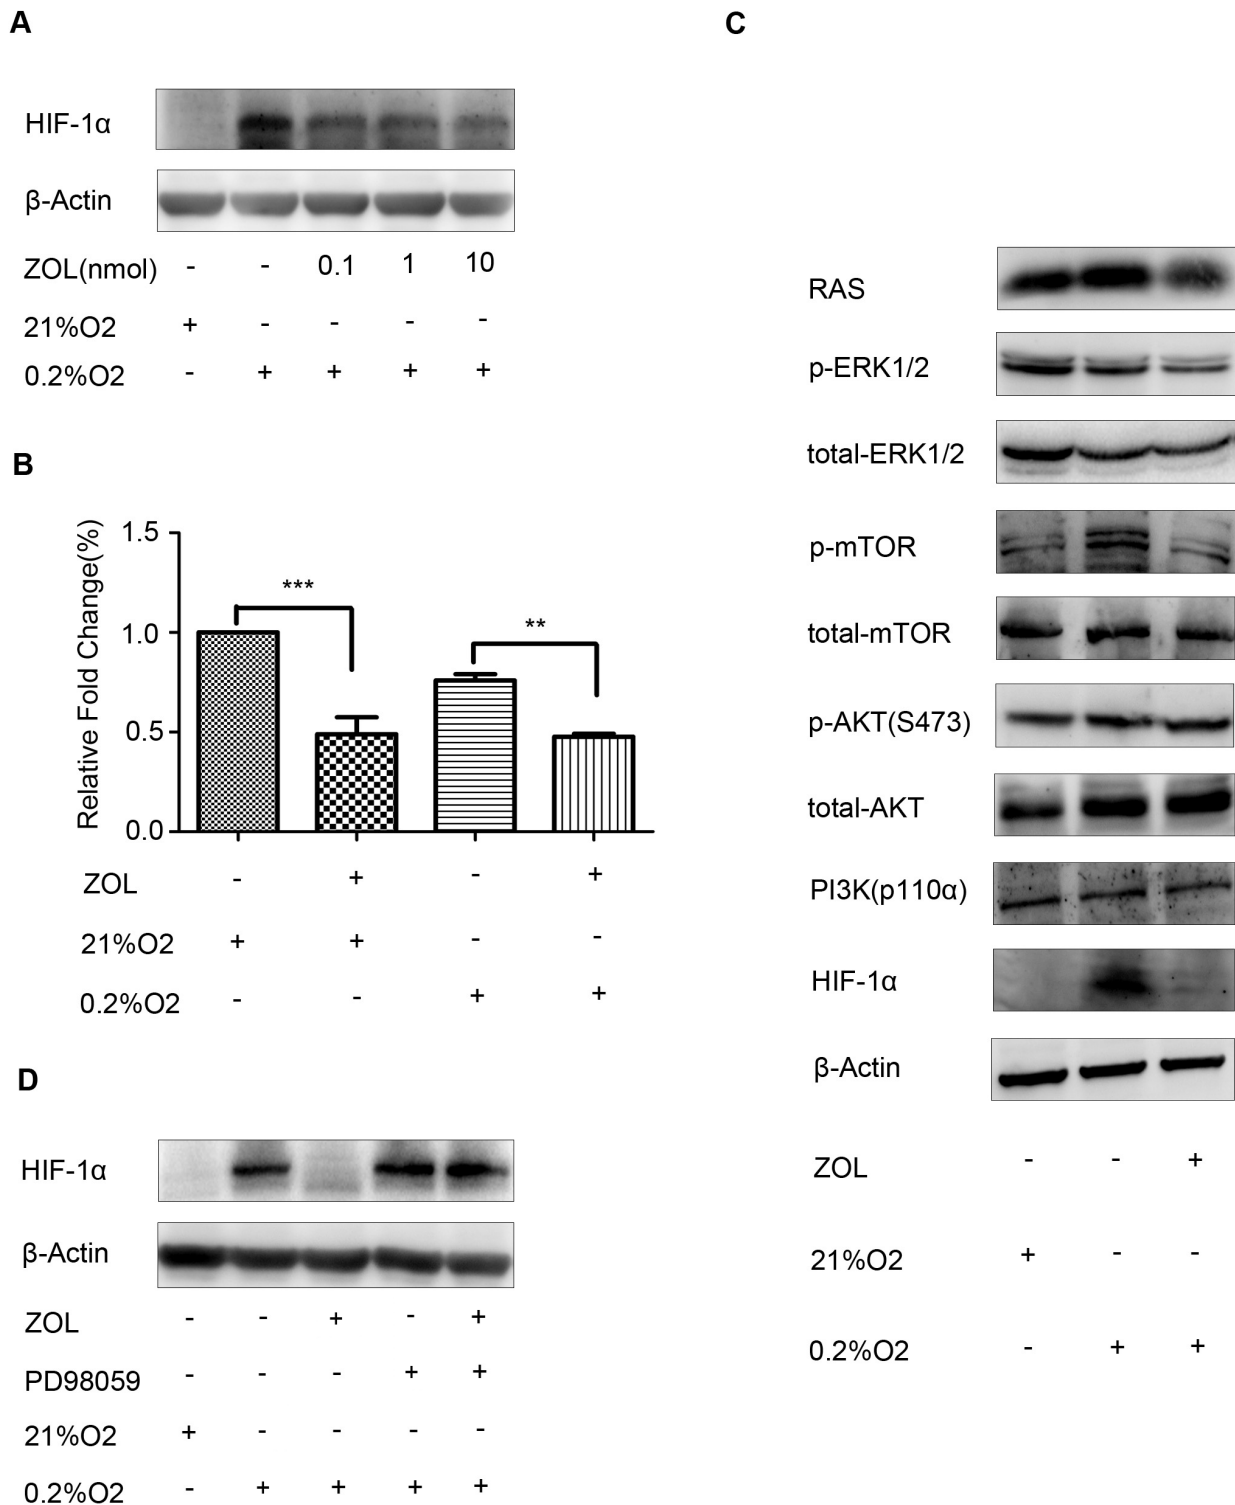 A
HIF-1α
β-Actin
ZOL(nmol) - - 0.1 1 10
21%O2 + - - - -
0.2%O2 - + + + +
B
Relative Fold Change(%)
1.5
1.0
0.5
0.0
*** 
**
ZOL - + - +
21%O2 + + - -
0.2%O2 - - + +
C
RAS
p-ERK1/2
total-ERK1/2
p-mTOR
total-mTOR
p-AKT(S473)
total-AKT
PI3K(p110α)
HIF-1α
β-Actin
ZOL - - +
21%O2 + - -
0.2%O2 - + +
D
HIF-1α
β-Actin
ZOL - - + - +
PD98059 - - - + +
21%O2 + - - - -
0.2%O2 - + + + +